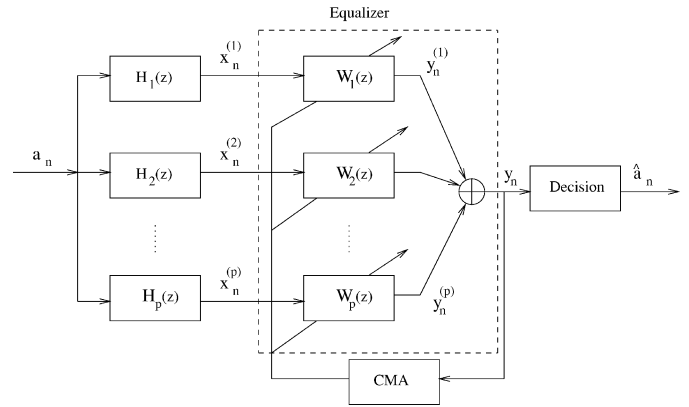 Equalizer
a_n
H_1(z)
x_n^(1)
W_1(z)
y_n^(1)
H_2(z)
x_n^(2)
W_2(z)
y_n
Decision
â_n
H_p(z)
x_n^(p)
W_p(z)
y_n^(p)
CMA